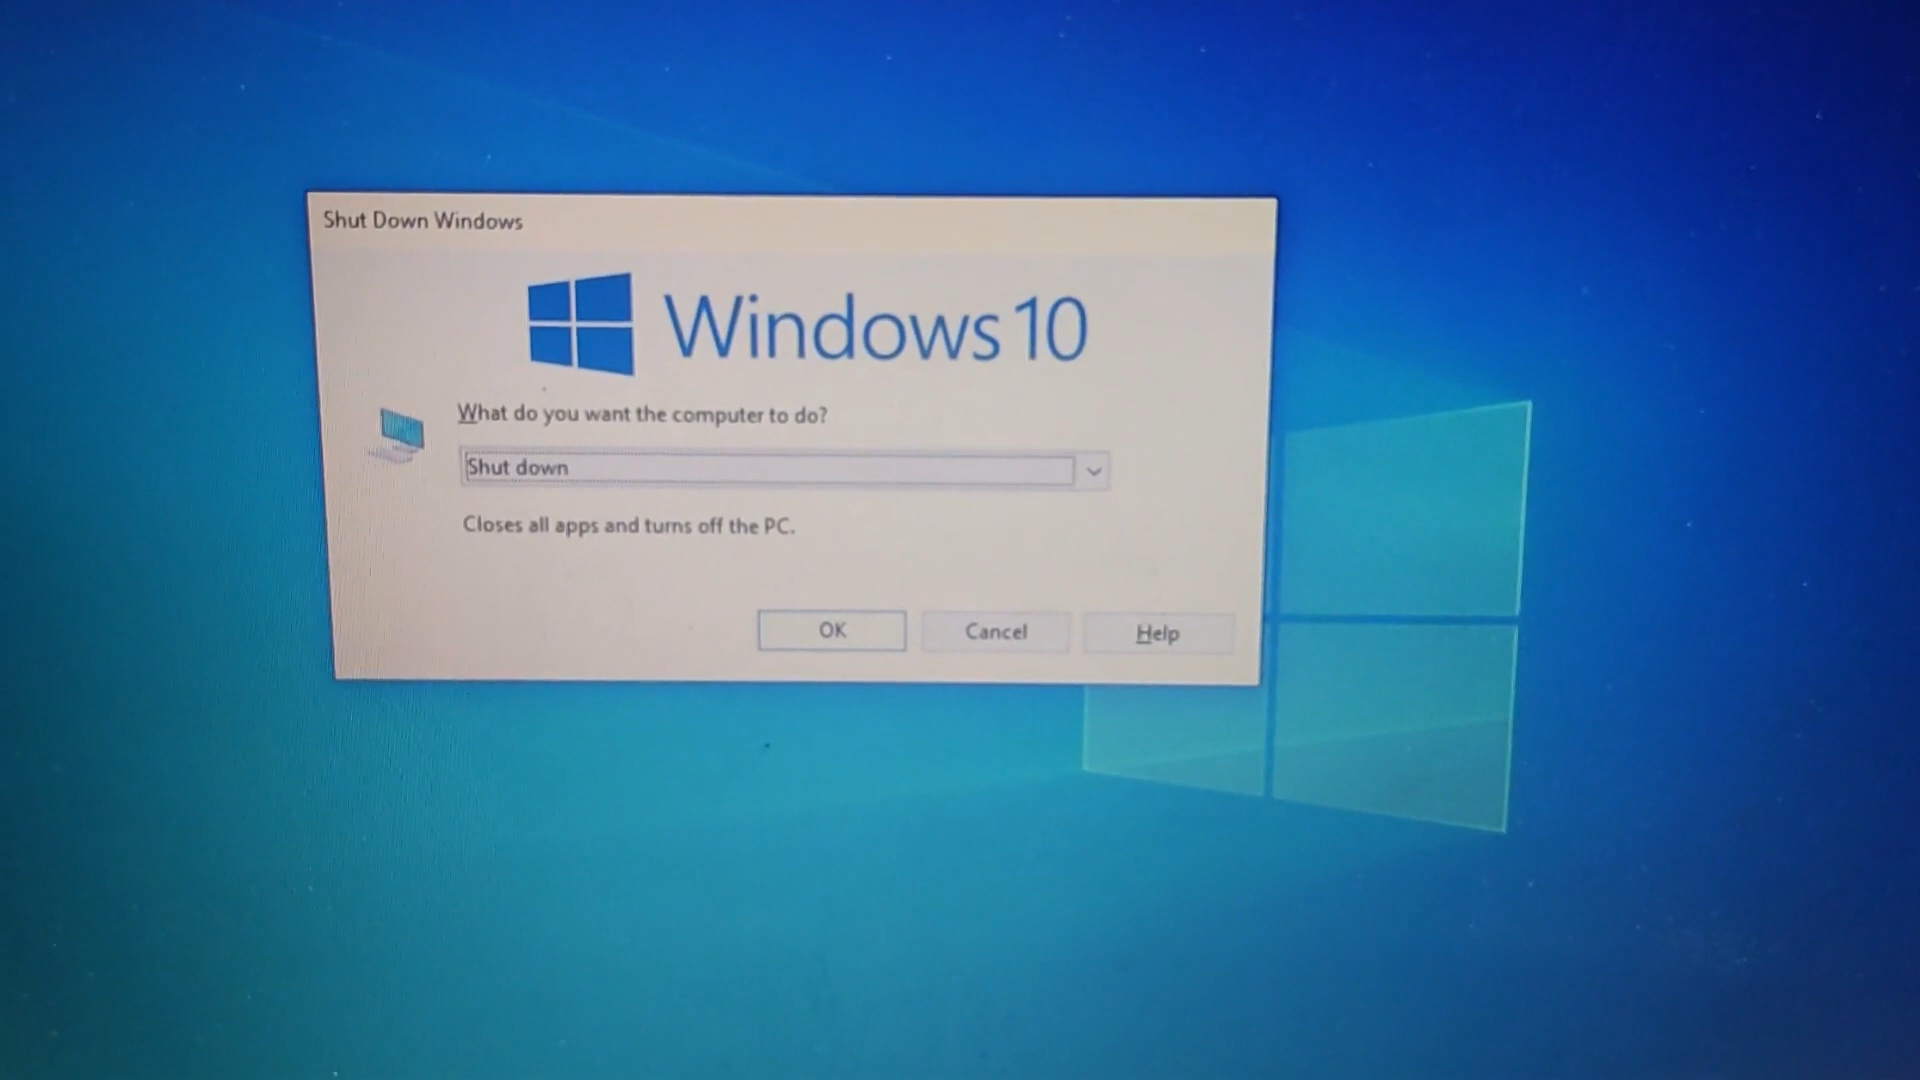 Shut Down Windows
Windows 10
What do you want the computer to do?
Shut down
Closes all apps and turns off the PC.
OK Cancel Help